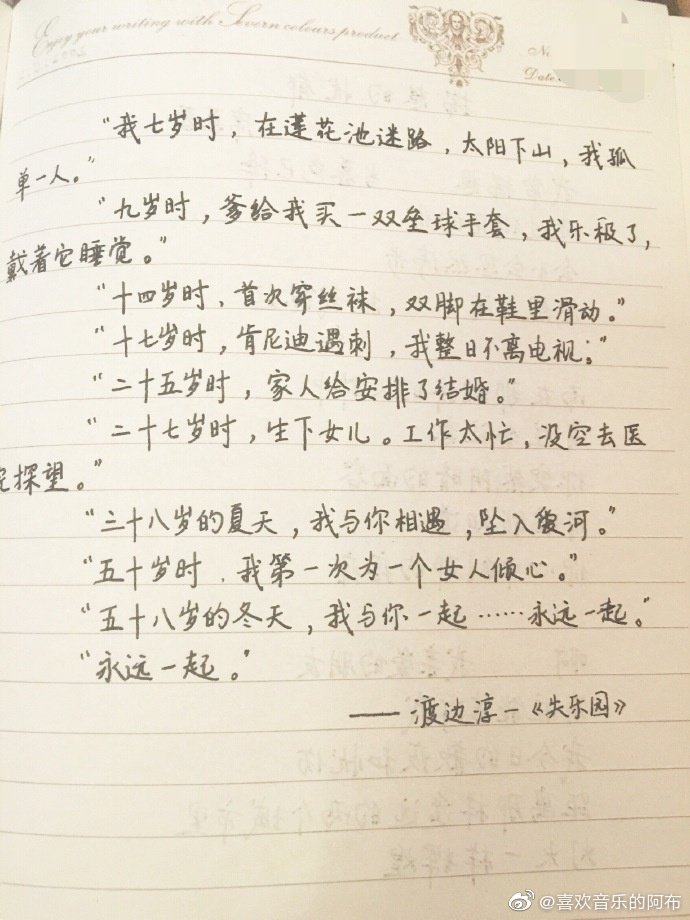 Enjoy your writing with Severn colours product
No
Date
“我七岁时，在莲花池迷路，太阳下山，我孤
单一人。”
“九岁时，爹给我买一双垒球手套，我乐极了，
戴着它睡觉。”
“十四岁时，首次穿丝袜，双脚在鞋里滑动。”
“十七岁时，肯尼迪遇刺，我整日不离电视。”
“二十五岁时，家人给安排了结婚。”
“二十七岁时，生下女儿。工作太忙，没空去医
院探望。”
“三十八岁的夏天，我与你相遇，坠入爱河。”
“五十岁时，我第一次为一个女人倾心。”
“五十八岁的冬天，我与你一起……永远一起。”
“永远一起。”
——渡边淳一《失乐园》
@喜欢音乐的阿布